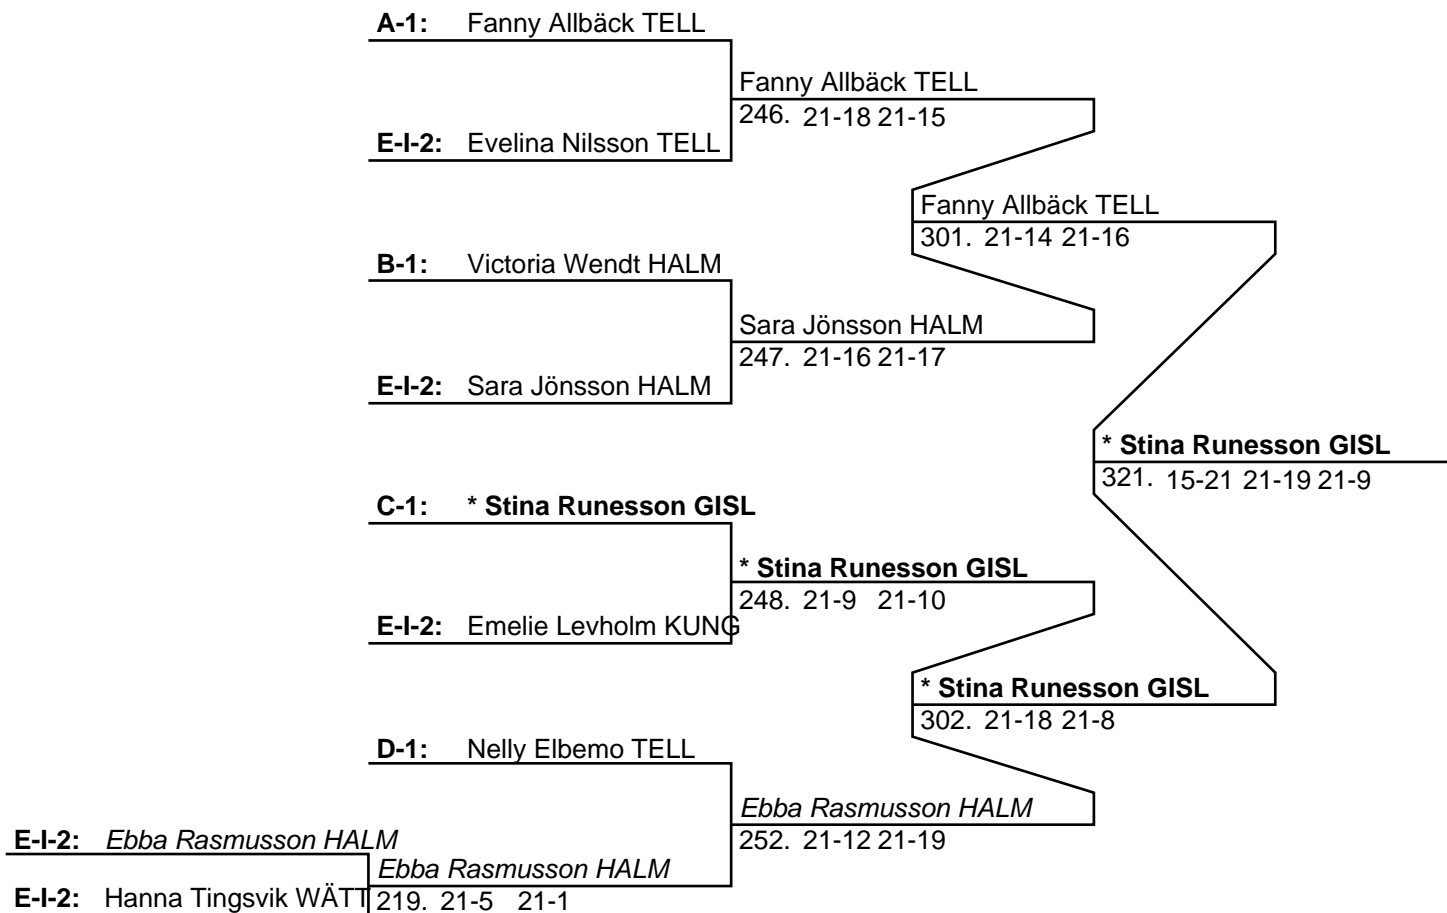 A-1: Fanny Allbäck TELL
Fanny Allbäck TELL
246. 21-18 21-15
E-I-2: Evelina Nilsson TELL
Fanny Allbäck TELL
301. 21-14 21-16
B-1: Victoria Wendt HALM
Sara Jönsson HALM
247. 21-16 21-17
E-I-2: Sara Jönsson HALM
* Stina Runesson GISL
321. 15-21 21-19 21-9
C-1: * Stina Runesson GISL
* Stina Runesson GISL
248. 21-9 21-10
E-I-2: Emelie Levholm KUNG
* Stina Runesson GISL
302. 21-18 21-8
D-1: Nelly Elbemo TELL
Ebba Rasmusson HALM
252. 21-12 21-19
E-I-2: Ebba Rasmusson HALM
Ebba Rasmusson HALM
E-I-2: Hanna Tingsvik WÄTT
219. 21-5 21-1